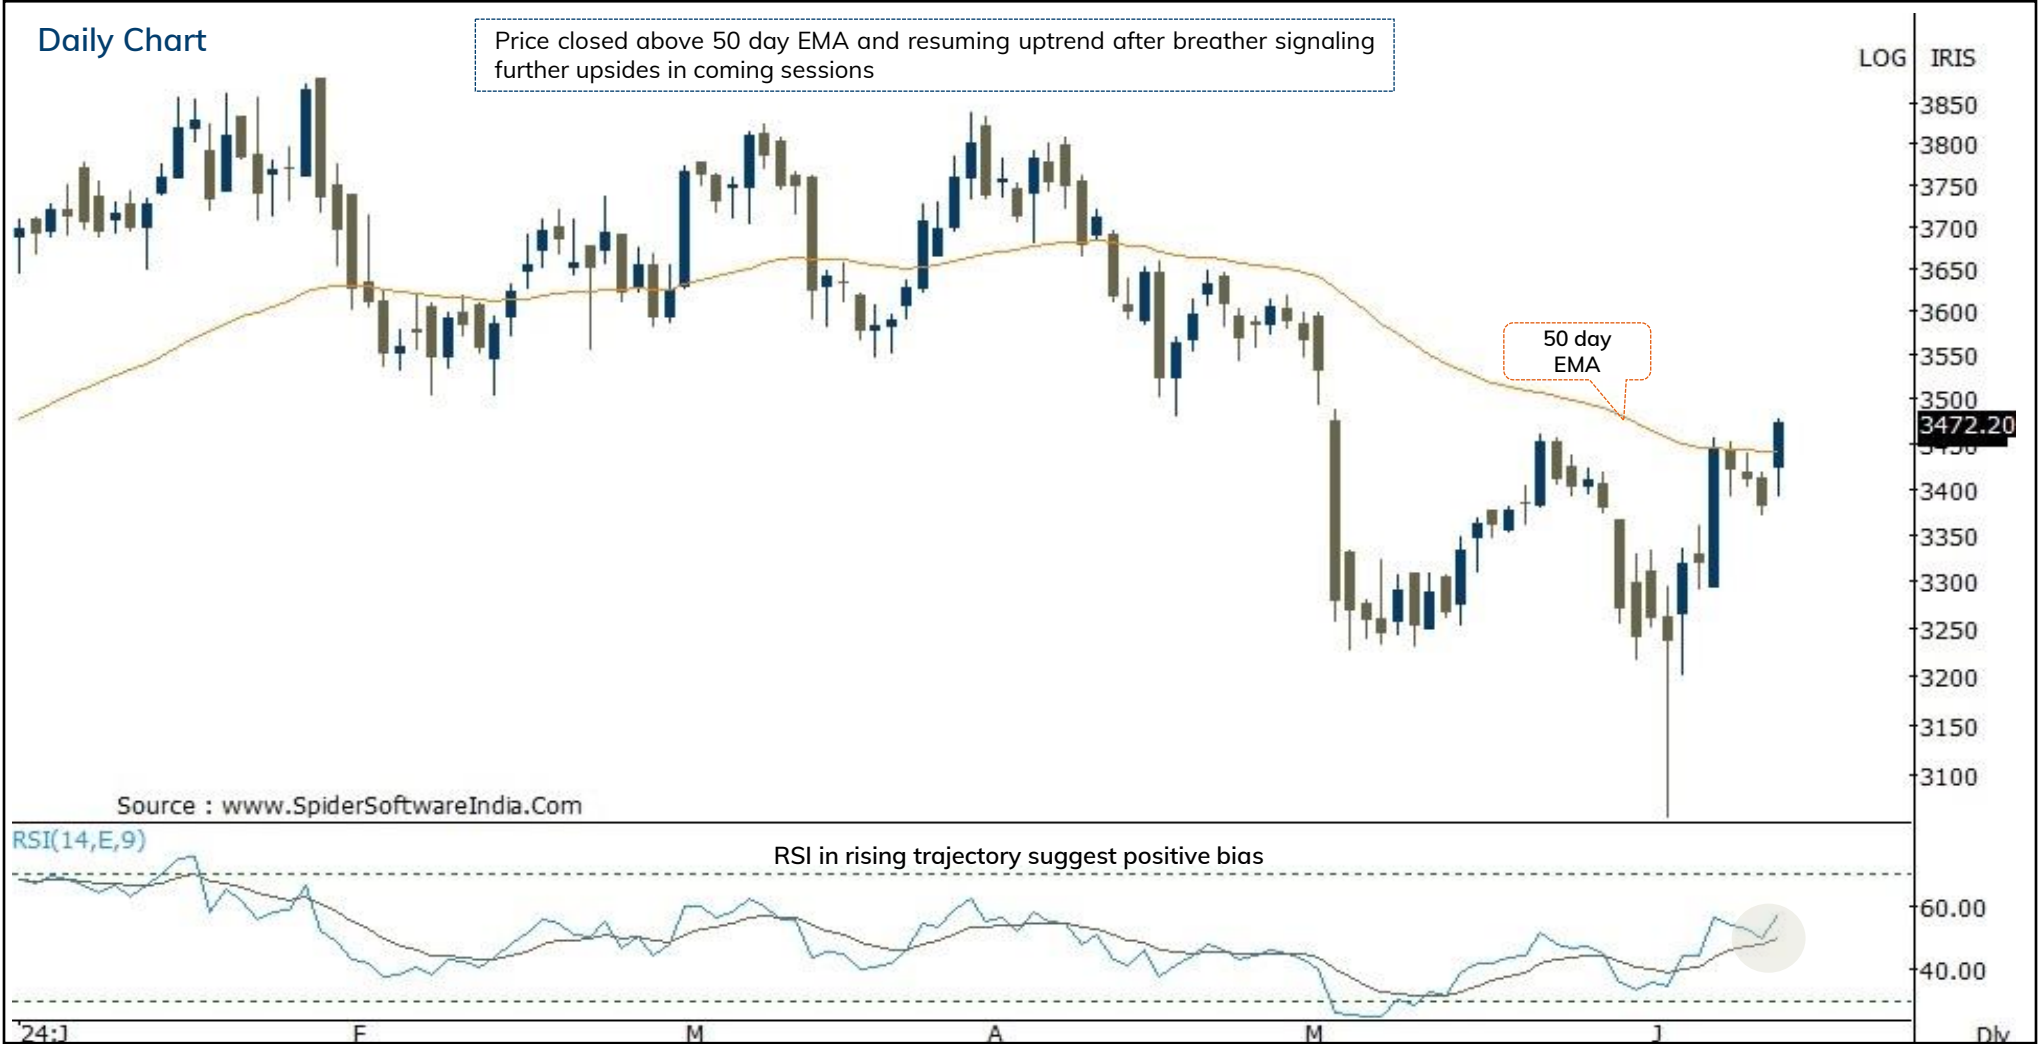 Daily Chart
Price closed above 50 day EMA and resuming uptrend after breather signaling
further upsides in coming sessions
LOG IRIS
3850
3800
3750
3700
3650
3600
50 day
EMA
3550
3500
3472.20
3450
3400
3350
3300
3250
3200
3150
3100
Source : www.SpiderSoftwareIndia.Com
RSI(14,E,9)
RSI in rising trajectory suggest positive bias
60.00
40.00
'24:J F M A M J Dly